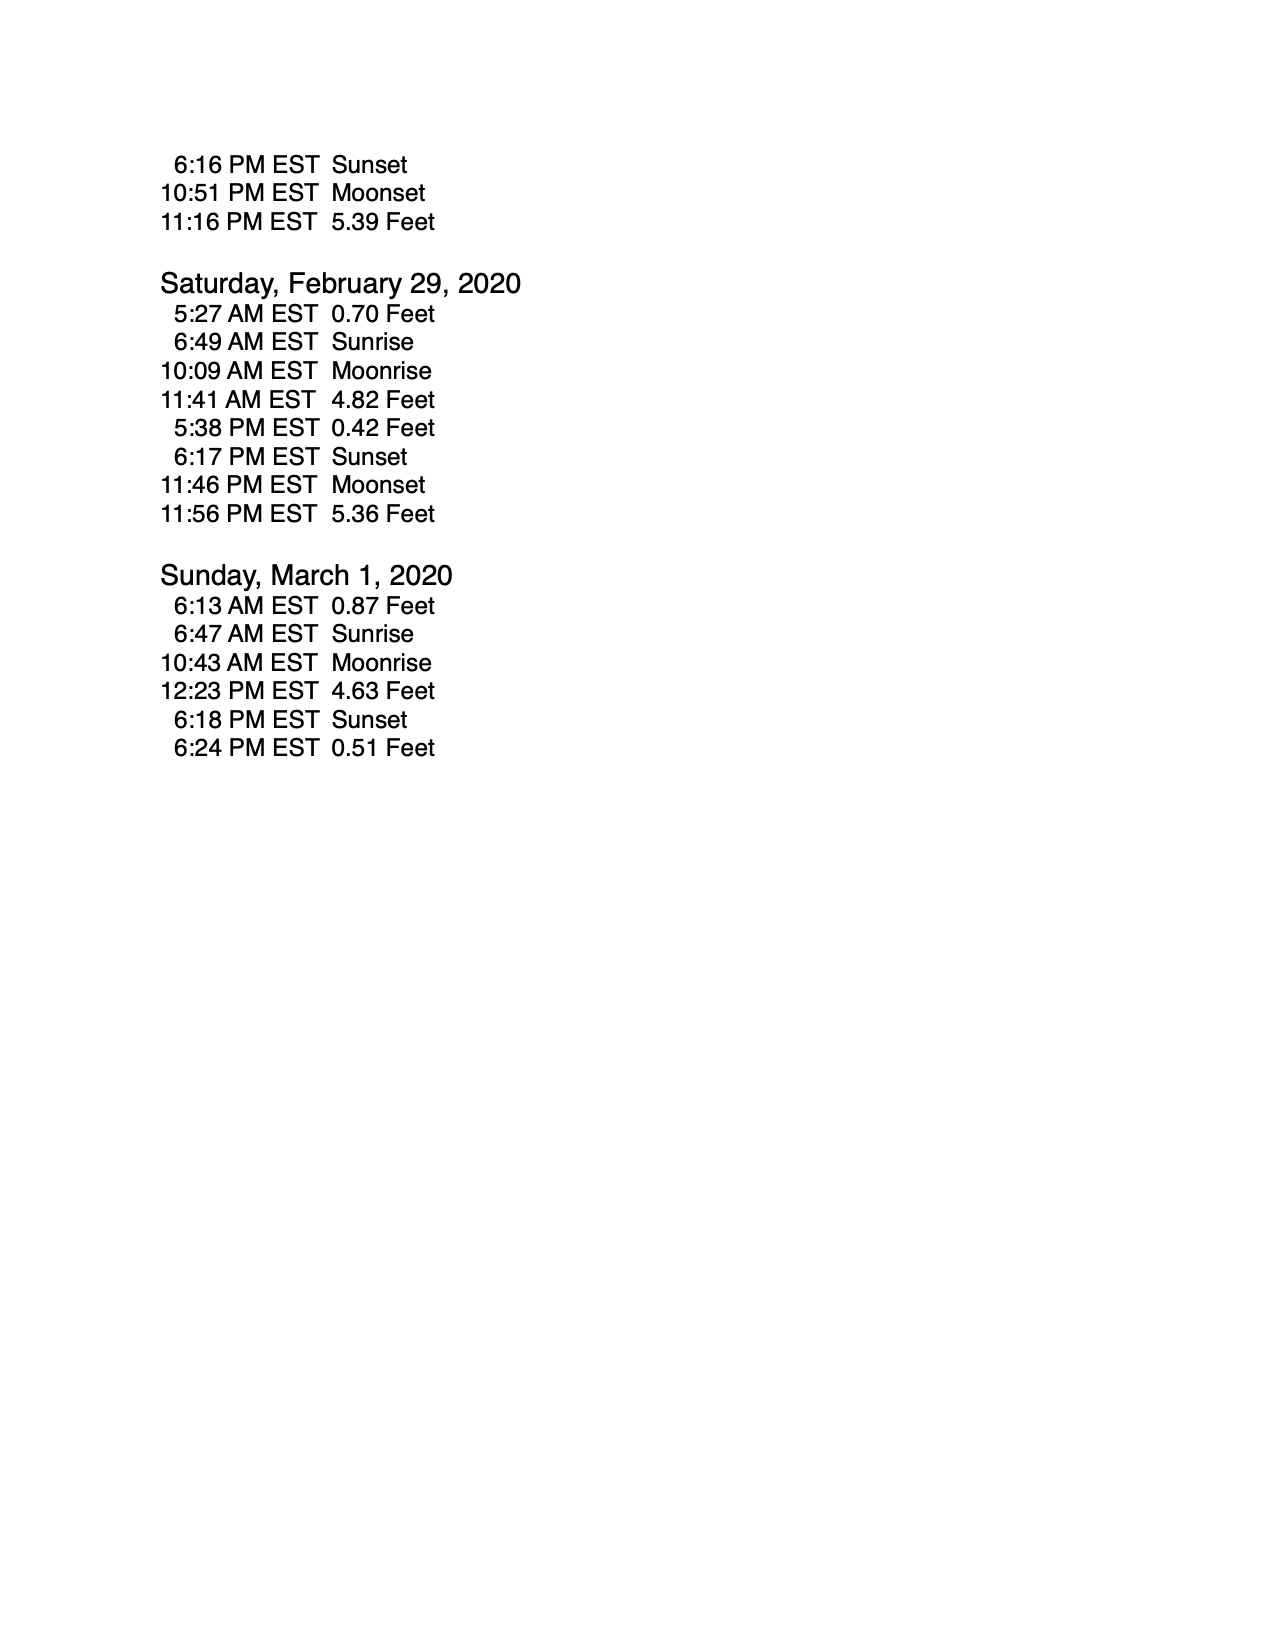 6:16 PM EST Sunset
10:51 PM EST Moonset
11:16 PM EST 5.39 Feet
Saturday, February 29, 2020
5:27 AM EST 0.70 Feet
6:49 AM EST Sunrise
10:09 AM EST Moonrise
11:41 AM EST 4.82 Feet
5:38 PM EST 0.42 Feet
6:17 PM EST Sunset
11:46 PM EST Moonset
11:56 PM EST 5.36 Feet
Sunday, March 1, 2020
6:13 AM EST 0.87 Feet
6:47 AM EST Sunrise
10:43 AM EST Moonrise
12:23 PM EST 4.63 Feet
6:18 PM EST Sunset
6:24 PM EST 0.51 Feet